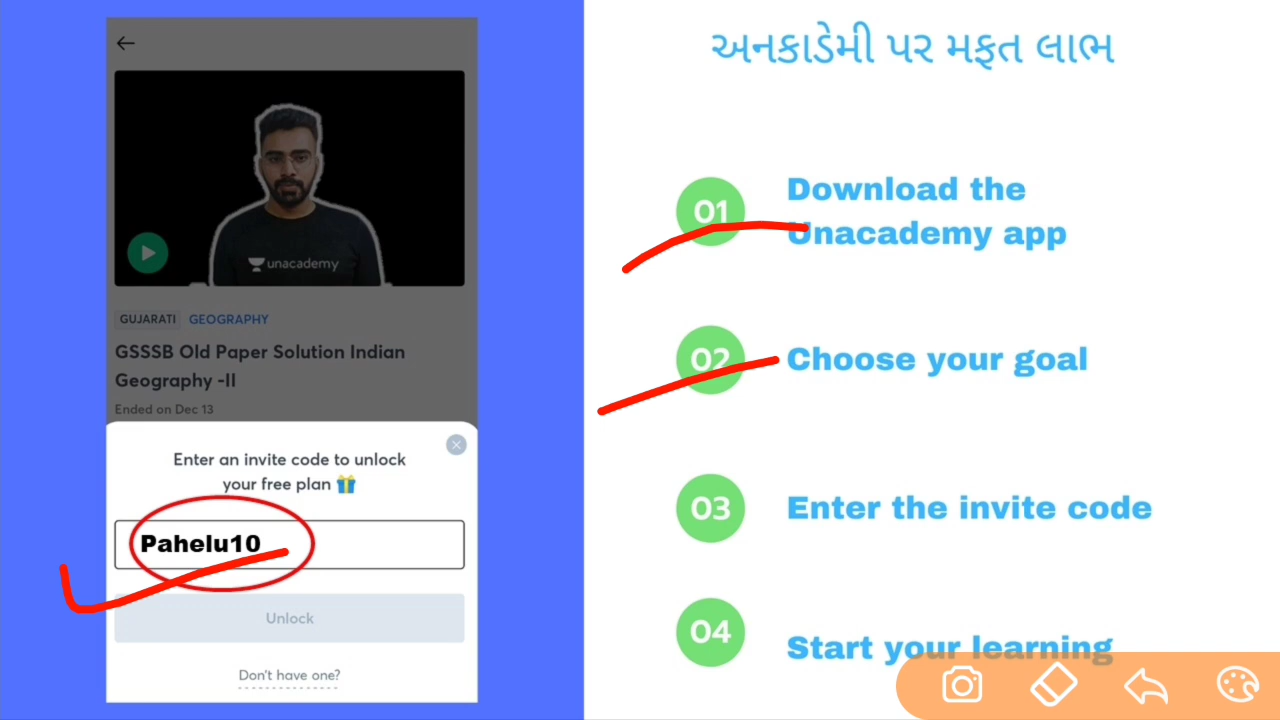 unacademy
GUJARATI GEOGRAPHY
GSSSB Old Paper Solution Indian
Geography -II
Ended on Dec 13
Enter an invite code to unlock
your free plan 🎁
Pahelu10
Unlock
Don't have one?
અનકાડેમી પર મફત લાભ
01
Download the
Unacademy app
02
Choose your goal
03
Enter the invite code
04
Start your learning